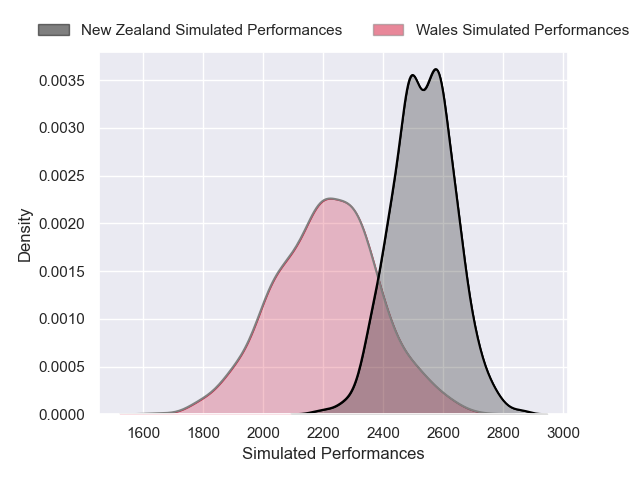 New Zealand Simulated Performances
Wales Simulated Performances
0.0035
0.0030
0.0025
0.0020
0.0015
0.0010
0.0005
0.0000
Density
1600 1800 2000 2200 2400 2600 2800 3000
Simulated Performances